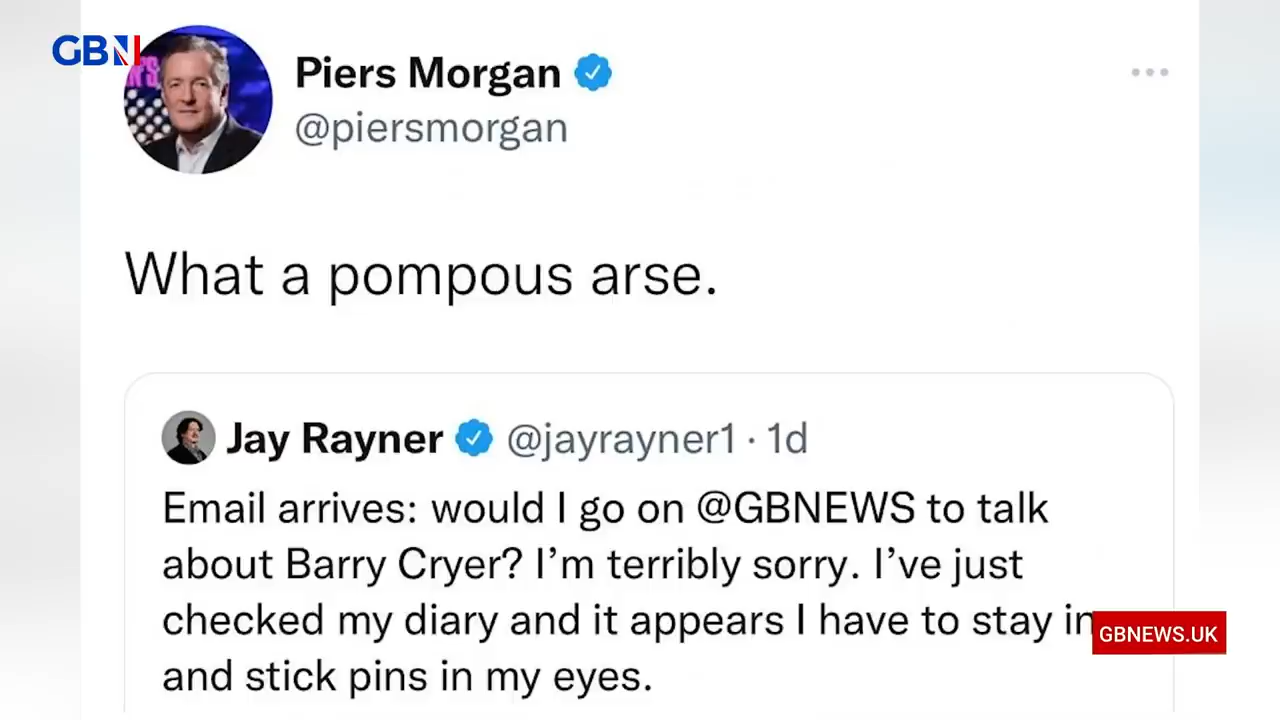 GBN
Piers Morgan
@piersmorgan
What a pompous arse.
Jay Rayner @jayrayner1 · 1d
Email arrives: would I go on @GBNEWS to talk
about Barry Cryer? I’m terribly sorry. I’ve just
checked my diary and it appears I have to stay in
and stick pins in my eyes.
GBNEWS.UK